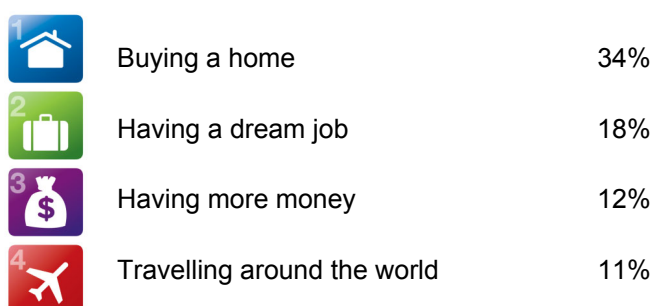 1
Buying a home 34%
2
Having a dream job 18%
3
$
Having more money 12%
4
Travelling around the world 11%